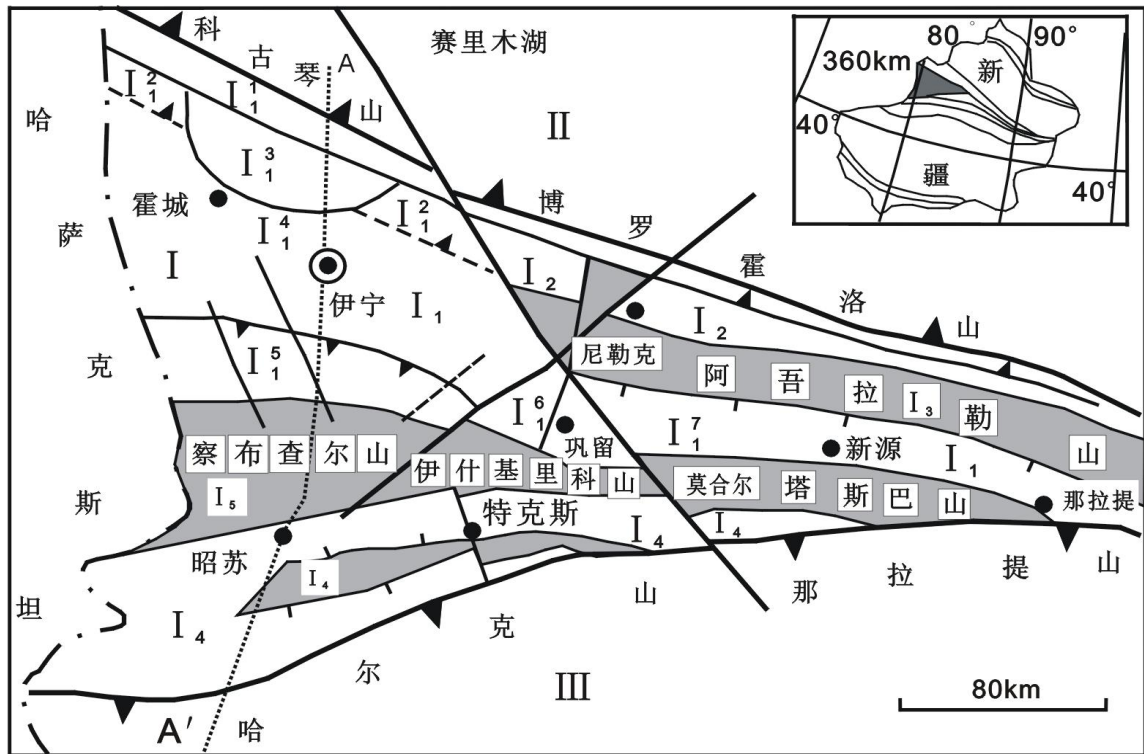 科古琴山
A
赛里木湖
360km
80°
90°
新
疆
40°
40°
II
哈萨克斯坦
I₁²
I₁¹
I₁³
霍城
I₁⁴
I₁²
I
伊宁
I₁
博罗霍洛山
I₂
I₂
尼勒克
阿吾拉勒山
I₃
I₁⁵
I₁⁶
巩留
I₁⁷
新源
I₁
察布查尔山
I₅
伊什基里科山
莫合尔塔斯巴山
那拉提
特克斯
I₄
I₄
昭苏
I₄
I₄
哈尔克山
那拉提山
III
80km
A′